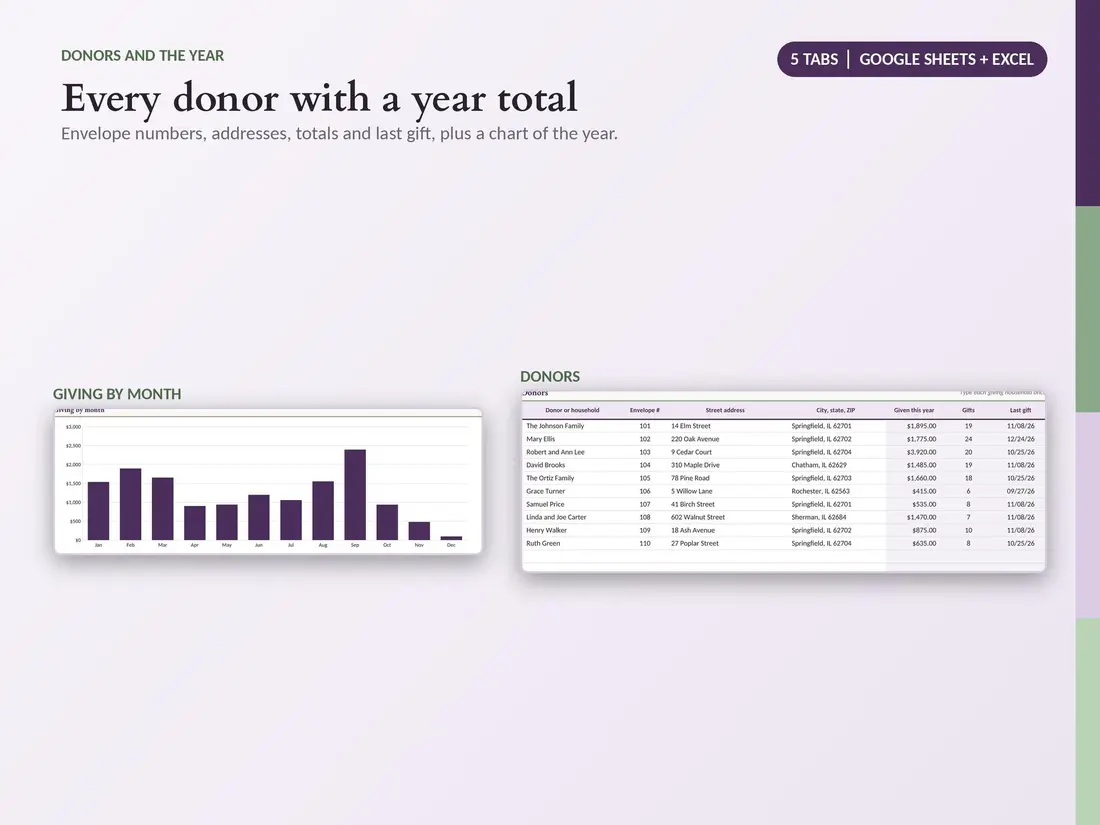 DONORS AND THE YEAR
5 TABS | GOOGLE SHEETS + EXCEL
Every donor with a year total
Envelope numbers, addresses, totals and last gift, plus a chart of the year.
GIVING BY MONTH
Giving by month
$3,000
$2,500
$2,000
$1,500
$1,000
$500
$0
Jan Feb Mar Apr May Jun Jul Aug Sep Oct Nov Dec
DONORS
Donors Type each giving household
Donor or household Envelope # Street address City, state, ZIP Given this year Gifts Last gift
The Johnson Family 101 14 Elm Street Springfield, IL 62701 $1,895.00 19 11/08/26
Mary Ellis 102 220 Oak Avenue Springfield, IL 62702 $1,775.00 24 12/24/26
Robert and Ann Lee 103 9 Cedar Court Springfield, IL 62704 $3,920.00 20 10/25/26
David Brooks 104 310 Maple Drive Chatham, IL 62629 $1,485.00 19 11/08/26
The Ortiz Family 105 78 Pine Road Springfield, IL 62703 $1,660.00 18 10/25/26
Grace Turner 106 5 Willow Lane Rochester, IL 62563 $415.00 6 09/27/26
Samuel Price 107 41 Birch Street Springfield, IL 62701 $535.00 8 11/08/26
Linda and Joe Carter 108 602 Walnut Street Sherman, IL 62684 $1,470.00 7 11/08/26
Henry Walker 109 18 Ash Avenue Springfield, IL 62702 $875.00 10 11/08/26
Ruth Green 110 27 Poplar Street Springfield, IL 62704 $635.00 8 10/25/26